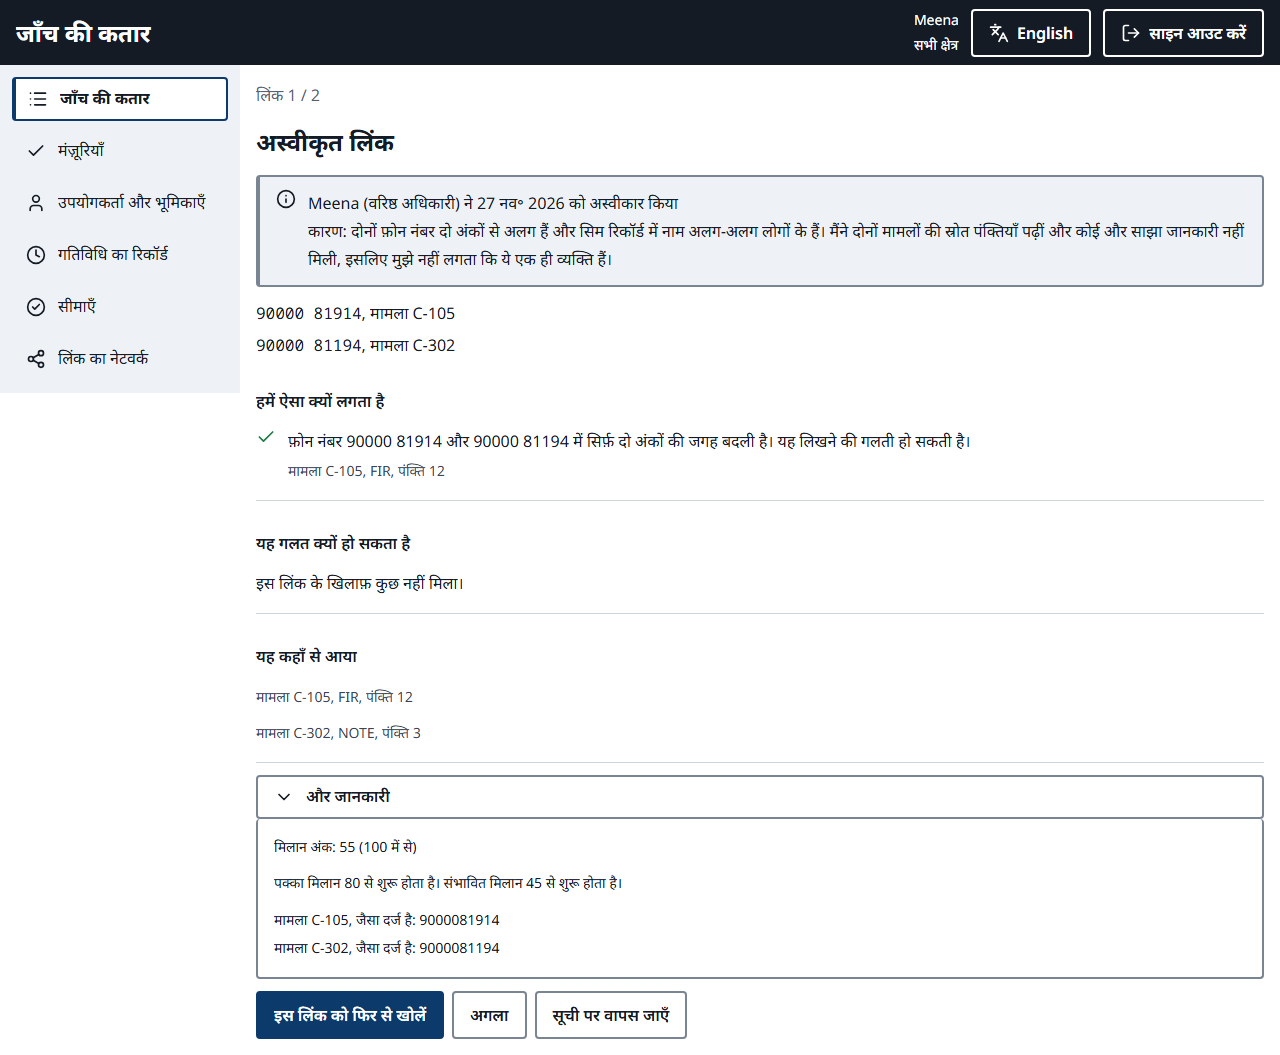 जाँच की कतार
Meena
सभी क्षेत्र
English
साइन आउट करें
जाँच की कतार
मंज़ूरियाँ
उपयोगकर्ता और भूमिकाएँ
गतिविधि का रिकॉर्ड
सीमाएँ
लिंक का नेटवर्क
लिंक 1 / 2
अस्वीकृत लिंक
Meena (वरिष्ठ अधिकारी) ने 27 नव॰ 2026 को अस्वीकार किया
कारण: दोनों फ़ोन नंबर दो अंकों से अलग हैं और सिम रिकॉर्ड में नाम अलग-अलग लोगों के हैं। मैंने दोनों मामलों की स्रोत पंक्तियाँ पढ़ीं और कोई और साझा जानकारी नहीं
मिली, इसलिए मुझे नहीं लगता कि ये एक ही व्यक्ति हैं।
90000 81914, मामला C-105
90000 81194, मामला C-302
हमें ऐसा क्यों लगता है
फ़ोन नंबर 90000 81914 और 90000 81194 में सिर्फ़ दो अंकों की जगह बदली है। यह लिखने की गलती हो सकती है।
मामला C-105, FIR, पंक्ति 12
यह गलत क्यों हो सकता है
इस लिंक के खिलाफ़ कुछ नहीं मिला।
यह कहाँ से आया
मामला C-105, FIR, पंक्ति 12
मामला C-302, NOTE, पंक्ति 3
और जानकारी
मिलान अंक: 55 (100 में से)
पक्का मिलान 80 से शुरू होता है। संभावित मिलान 45 से शुरू होता है।
मामला C-105, जैसा दर्ज है: 9000081914
मामला C-302, जैसा दर्ज है: 9000081194
इस लिंक को फिर से खोलें
अगला
सूची पर वापस जाएँ